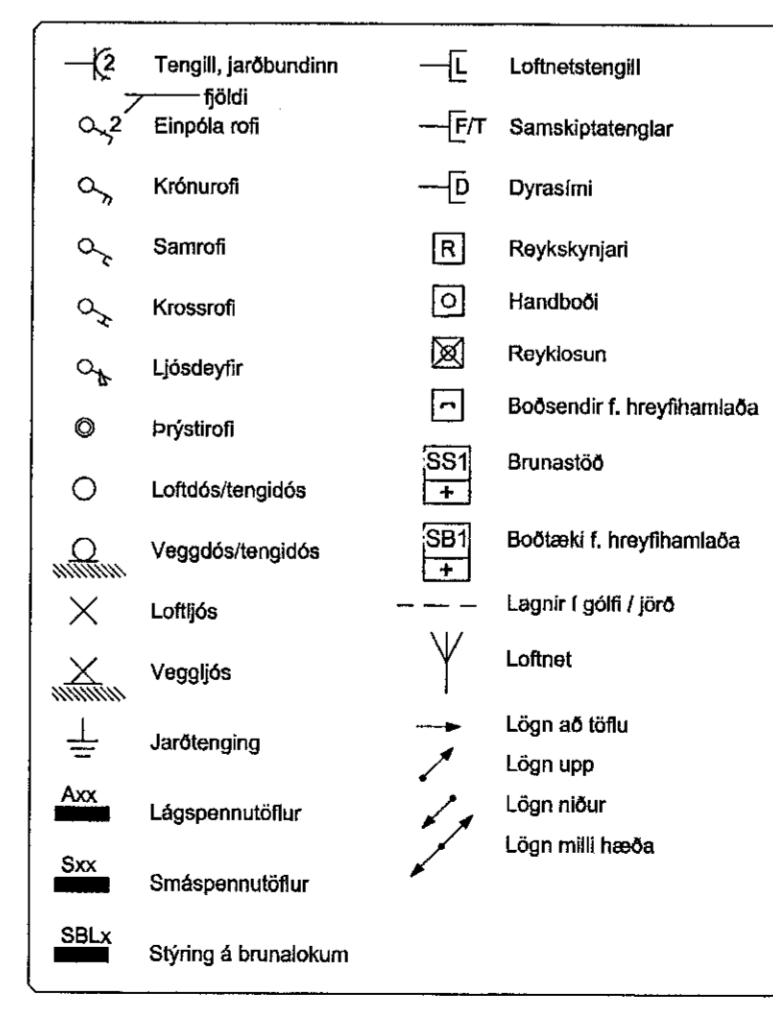 2 Tengill, jarðbundinn
fjöldi
2 Einpóla rofi
Krónurofi
Samrofi
Krossrofi
Ljósdeyfir
Þrýstirofi
Loftdós/tengidós
Veggdós/tengidós
Loftljós
Veggljós
Jarðtenging
Axx
Lágspennutöflur
Sxx
Smáspennutöflur
SBLx
Stýring á brunalokum
L Loftnetstengill
F/T Samskiptatenglar
D Dyrasími
R Reykskynjari
Handboði
Reyklosun
Boðsendir f. hreyfihamlaða
SS1 Brunastöð
+
SB1 Boðtæki f. hreyfihamlaða
+
Lagnir í gólfi / jörð
Loftnet
Lögn að töflu
Lögn upp
Lögn niður
Lögn milli hæða